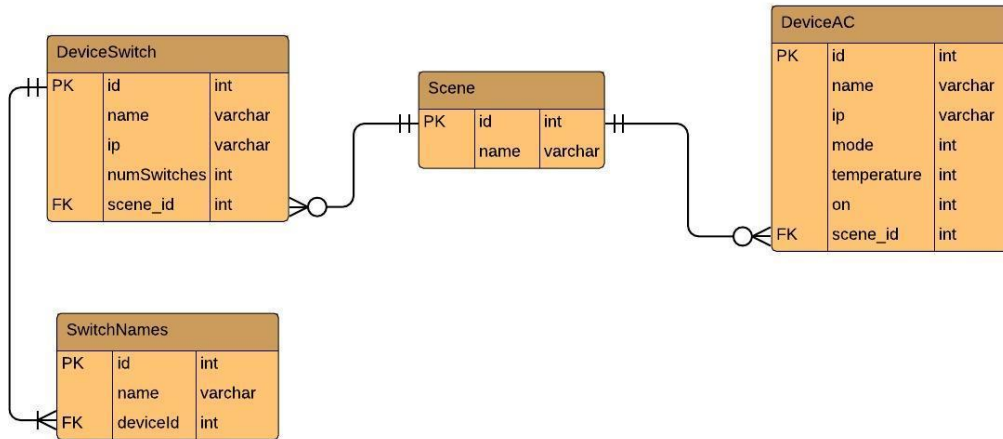 DeviceSwitch
PK id int
name varchar
ip varchar
numSwitches int
FK scene_id int
Scene
PK id int
name varchar
DeviceAC
PK id int
name varchar
ip varchar
mode int
temperature int
on int
FK scene_id int
SwitchNames
PK id int
name varchar
FK deviceId int